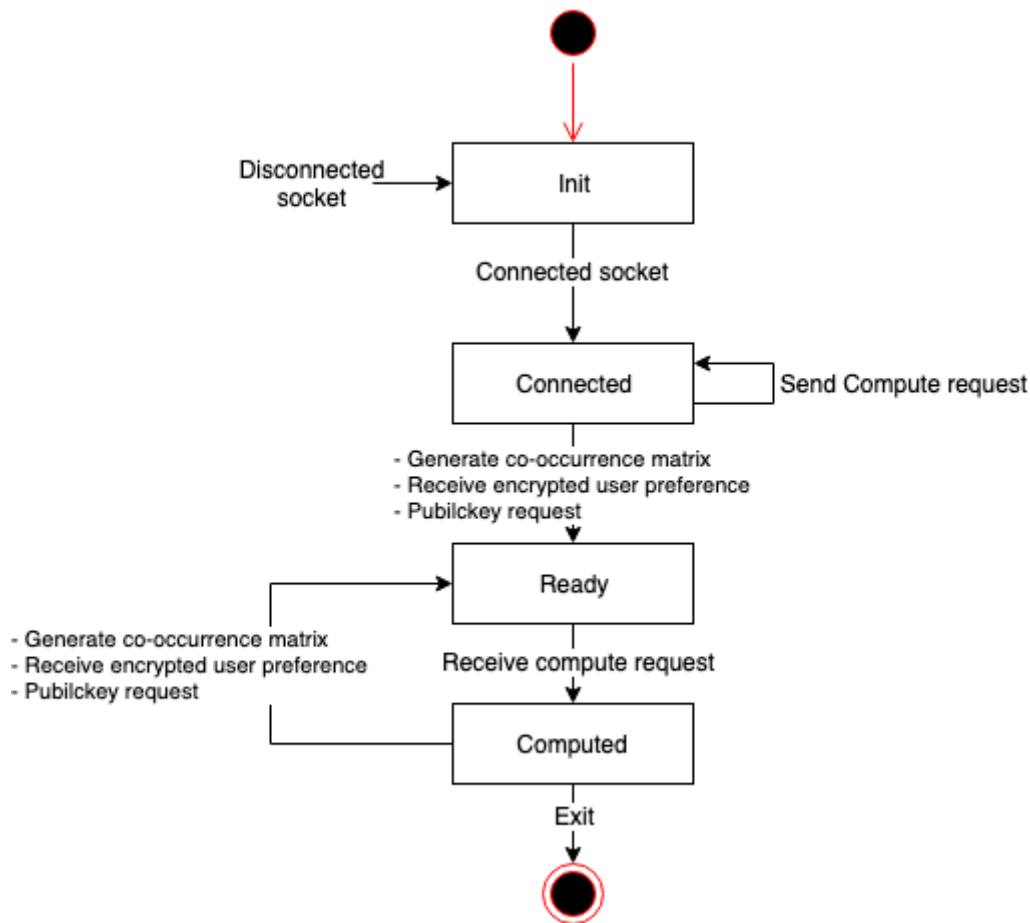 Disconnected
socket
Init
Connected socket
Connected
Send Compute request
- Generate co-occurrence matrix
- Receive encrypted user preference
- Pubilckey request
Ready
- Generate co-occurrence matrix
- Receive encrypted user preference
- Pubilckey request
Receive compute request
Computed
Exit